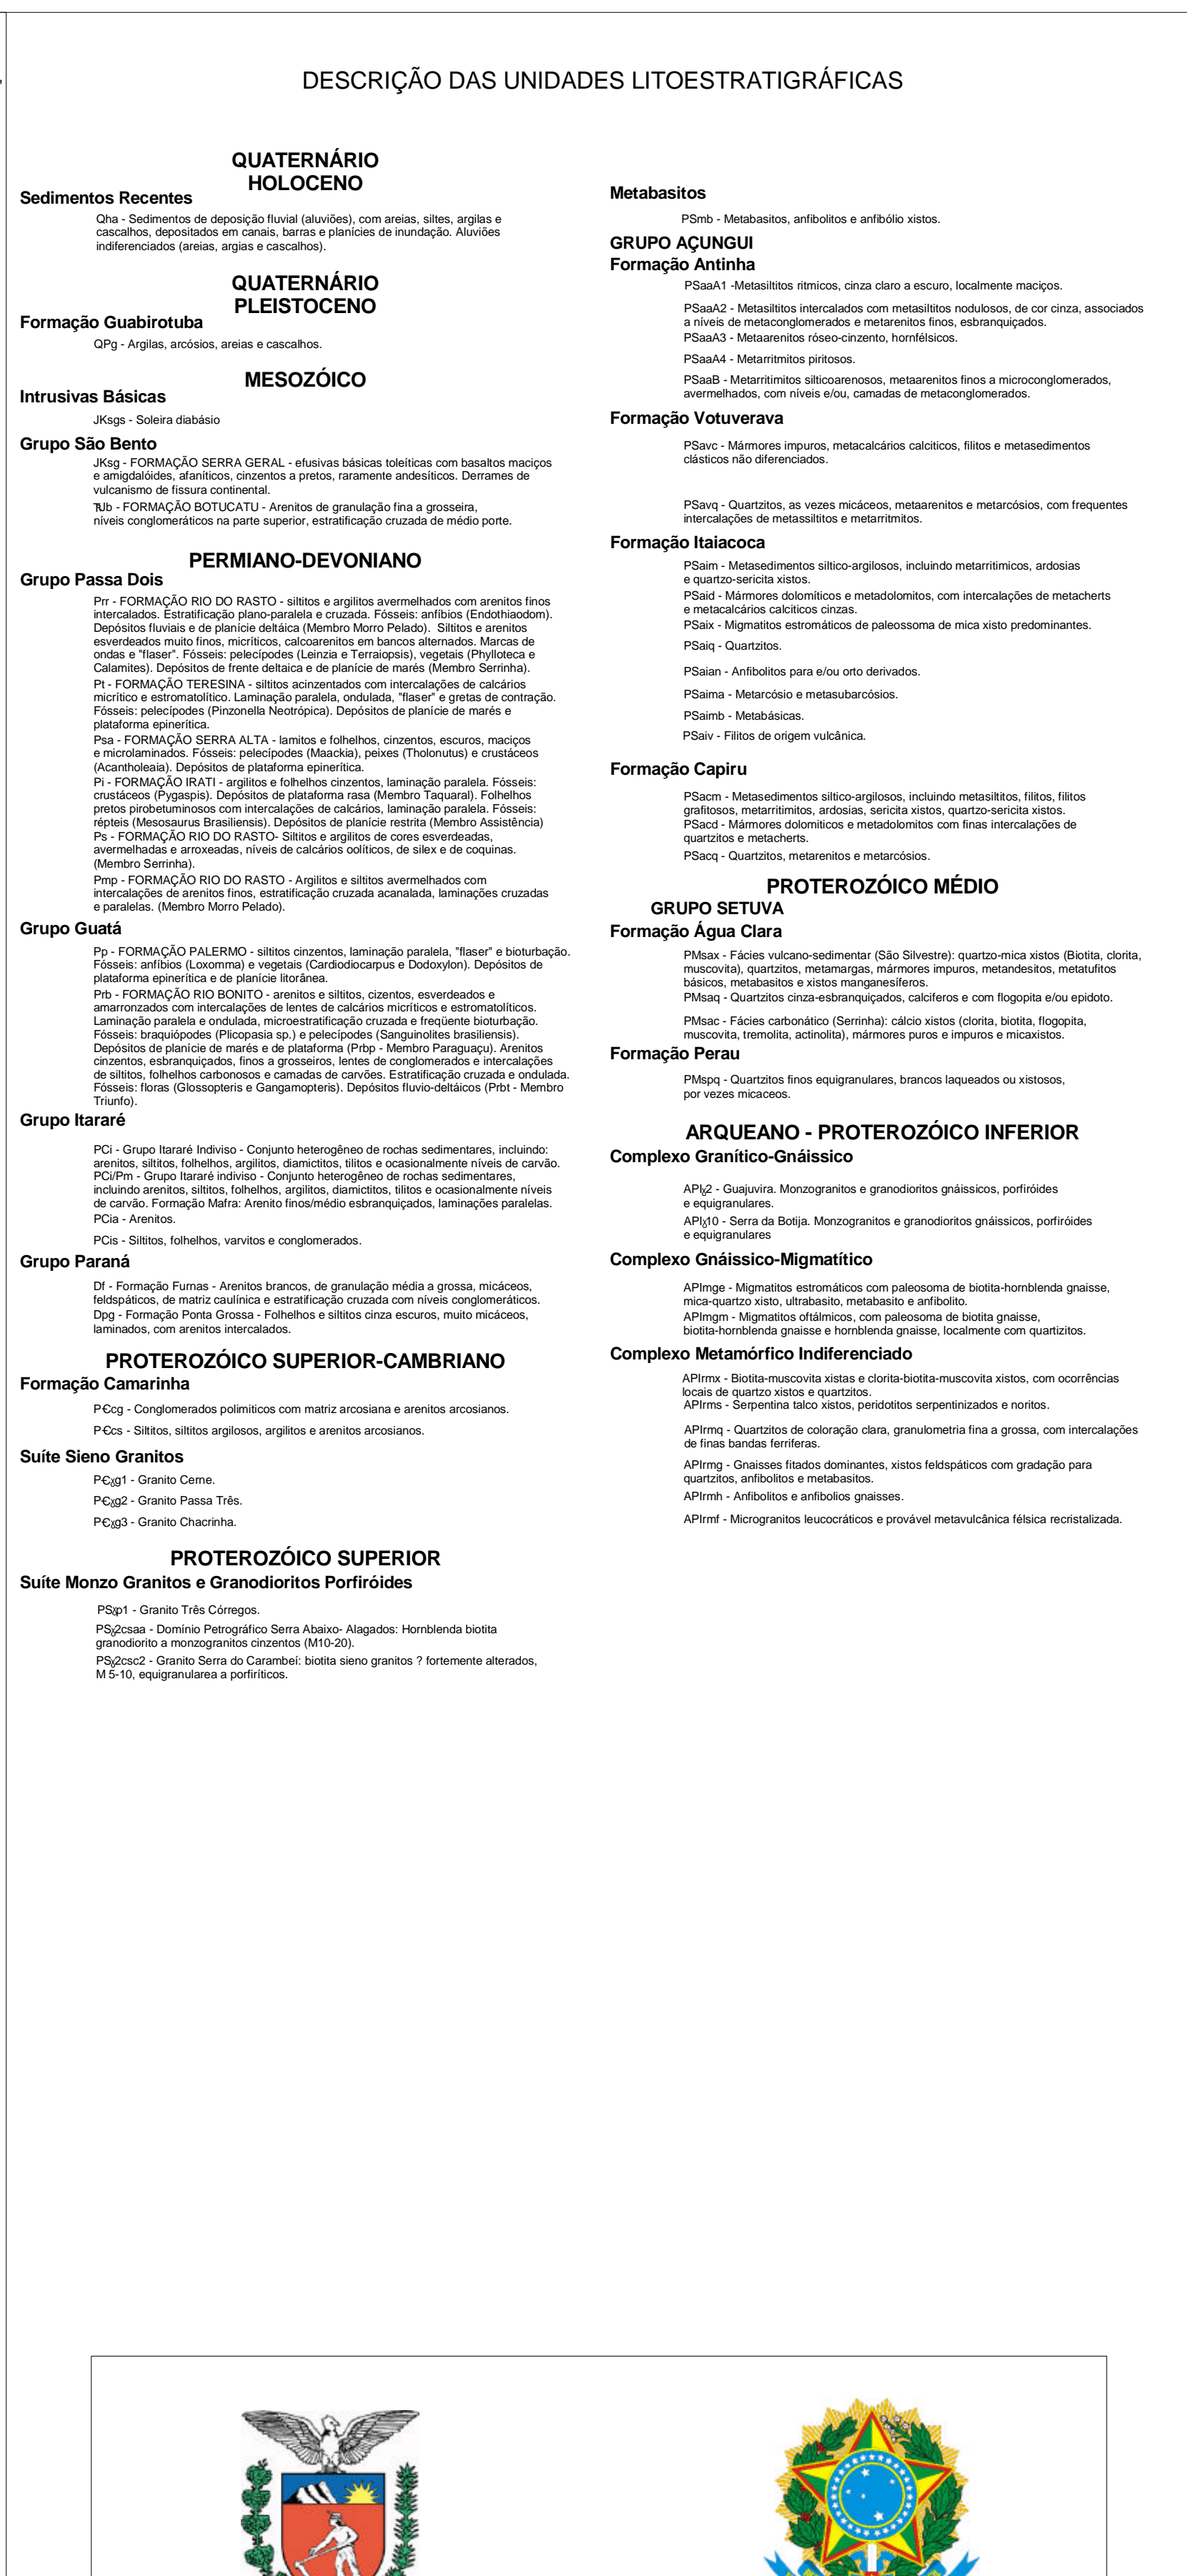 DESCRIÇÃO DAS UNIDADES LITOESTRATIGRÁFICAS
QUATERNÁRIO
HOLOCENO
Sedimentos Recentes
Qha - Sedimentos de deposição fluvial (aluviões), com areias, siltes, argilas e
cascalhos, depositados em canais, barras e planícies de inundação. Aluviões
indiferenciados (areias, argias e cascalhos).
QUATERNÁRIO
PLEISTOCENO
Formação Guabirotuba
QPg - Argilas, arcósios, areias e cascalhos.
MESOZÓICO
Intrusivas Básicas
JKsgs - Soleira diabásio
Grupo São Bento
JKsg - FORMAÇÃO SERRA GERAL - efusivas básicas toleíticas com basaltos maciços
e amigdalóides, afaníticos, cinzentos a pretos, raramente andesíticos. Derrames de
vulcanismo de fissura continental.
- FORMAÇÃO BOTUCATU - Arenitos de granulação fina a grosseira,
níveis conglomeráticos na parte superior, estratificação cruzada de médio porte.
PERMIANO-DEVONIANO
Grupo Passa Dois
Prr - FORMAÇÃO RIO DO RASTO - siltitos e argilitos avermelhados com arenitos finos
intercalados. Estratificação plano-paralela e cruzada. Fósseis: anfíbios (Endothiaodom).
Depósitos fluviais e de planície deltáica (Membro Morro Pelado). Siltitos e arenitos
esverdeados muito finos, micríticos, calcoarenitos em bancos alternados. Marcas de
ondas e "flaser". Fósseis: pelecípodes (Leinzia e Terraiopsis), vegetais (Phylloteca e
Calamites). Depósitos de frente deltaica e de planície de marés (Membro Serrinha).
Pt - FORMAÇÃO TERESINA - siltitos acinzentados com intercalações de calcários
micrítico e estromatolítico. Laminação paralela, ondulada, "flaser" e gretas de contração.
Fósseis: pelecípodes (Pinzonella Neotrópica). Depósitos de planície de marés e
plataforma epinerítica.
Psa - FORMAÇÃO SERRA ALTA - lamitos e folhelhos, cinzentos, escuros, maciços
e microlaminados. Fósseis: pelecípodes (Maackia), peixes (Tholonutus) e crustáceos
(Acantholeaia). Depósitos de plataforma epinerítica.
Pi - FORMAÇÃO IRATI - argilitos e folhelhos cinzentos, laminação paralela. Fósseis:
crustáceos (Pygaspis). Depósitos de plataforma rasa (Membro Taquaral). Folhelhos
pretos pirobetuminosos com intercalações de calcários, laminação paralela. Fósseis:
répteis (Mesosaurus Brasiliensis). Depósitos de planície restrita (Membro Assistência)
Ps - FORMAÇÃO RIO DO RASTO- Siltitos e argilitos de cores esverdeadas,
avermelhadas e arroxeadas, níveis de calcários oolíticos, de silex e de coquinas.
(Membro Serrinha).
Pmp - FORMAÇÃO RIO DO RASTO - Argilitos e siltitos avermelhados com
intercalações de arenitos finos, estratificação cruzada acanalada, laminações cruzadas
e paralelas. (Membro Morro Pelado).
Grupo Guatá
Pp - FORMAÇÃO PALERMO - siltitos cinzentos, laminação paralela, "flaser" e bioturbação.
Fósseis: anfíbios (Loxomma) e vegetais (Cardiodiocarpus e Dodoxylon). Depósitos de
plataforma epinerítica e de planície litorânea.
Prb - FORMAÇÃO RIO BONITO - arenitos e siltitos, cizentos, esverdeados e
amarronzados com intercalações de lentes de calcários micríticos e estromatolíticos.
Laminação paralela e ondulada, microestratificação cruzada e freqüente bioturbação.
Fósseis: braquiópodes (Plicopasia sp.) e pelecípodes (Sanguinolites brasiliensis).
Depósitos de planície de marés e de plataforma (Prbp - Membro Paraguaçu). Arenitos
cinzentos, esbranquiçados, finos a grosseiros, lentes de conglomerados e intercalações
de siltitos, folhelhos carbonosos e camadas de carvões. Estratificação cruzada e ondulada.
Fósseis: floras (Glossopteris e Gangamopteris). Depósitos fluvio-deltáicos (Prbt - Membro
Triunfo).
Grupo Itararé
PCi - Grupo Itararé Indiviso - Conjunto heterogêneo de rochas sedimentares, incluindo:
arenitos, siltitos, folhelhos, argilitos, diamictitos, tilitos e ocasionalmente níveis de carvão.
PCi/Pm - Grupo Itararé indiviso - Conjunto heterogêneo de rochas sedimentares,
incluindo arenitos, siltitos, folhelhos, argilitos, diamictitos, tilitos e ocasionalmente níveis
de carvão. Formação Mafra: Arenito finos/médio esbranquiçados, laminações paralelas.
PCia - Arenitos.
PCis - Siltitos, folhelhos, varvitos e conglomerados.
Grupo Paraná
Df - Formação Furnas - Arenitos brancos, de granulação média a grossa, micáceos,
feldspáticos, de matriz caulínica e estratificação cruzada com níveis conglomeráticos.
Dpg - Formação Ponta Grossa - Folhelhos e siltitos cinza escuros, muito micáceos,
laminados, com arenitos intercalados.
PROTEROZÓICO SUPERIOR-CAMBRIANO
Formação Camarinha
P€cg - Conglomerados polimiticos com matriz arcosiana e arenitos arcosianos.
P€cs - Siltitos, siltitos argilosos, argilitos e arenitos arcosianos.
Suíte Sieno Granitos
P€ɣg1 - Granito Cerne.
P€ɣg2 - Granito Passa Três.
P€ɣg3 - Granito Chacrinha.
PROTEROZÓICO SUPERIOR
Suíte Monzo Granitos e Granodioritos Porfiróides
PSɣp1 - Granito Três Córregos.
PSɣ2csaa - Domínio Petrográfico Serra Abaixo- Alagados: Hornblenda biotita
granodiorito a monzogranitos cinzentos (M10-20).
PSɣ2csc2 - Granito Serra do Carambeí: biotita sieno granitos ? fortemente alterados,
M 5-10, equigranularea a porfiríticos.
Metabasitos
PSmb - Metabasitos, anfibolitos e anfibólio xistos.
GRUPO AÇUNGUI
Formação Antinha
PSaaA1 -Metasiltitos ritmicos, cinza claro a escuro, localmente maciços.
PSaaA2 - Metasiltitos intercalados com metasiltitos nodulosos, de cor cinza, associados
a níveis de metaconglomerados e metarenitos finos, esbranquiçados.
PSaaA3 - Metaarenitos róseo-cinzento, hornfélsicos.
PSaaA4 - Metarritmitos piritosos.
PSaaB - Metarritimitos silticoarenosos, metaarenitos finos a microconglomerados,
avermelhados, com níveis e/ou, camadas de metaconglomerados.
Formação Votuverava
PSavc - Mármores impuros, metacalcários calciticos, filitos e metasedimentos
clásticos não diferenciados.
PSavq - Quartzitos, as vezes micáceos, metaarenitos e metarcósios, com frequentes
intercalações de metassiltitos e metarritmitos.
Formação Itaiacoca
PSaim - Metasedimentos siltico-argilosos, incluindo metarritimicos, ardosias
e quartzo-sericita xistos.
PSaid - Mármores dolomíticos e metadolomitos, com intercalações de metacherts
e metacalcários calciticos cinzas.
PSaix - Migmatitos estromáticos de paleossoma de mica xisto predominantes.
PSaiq - Quartzitos.
PSaian - Anfibolitos para e/ou orto derivados.
PSaima - Metarcósio e metasubarcósios.
PSaimb - Metabásicas.
PSaiv - Filitos de origem vulcânica.
Formação Capiru
PSacm - Metasedimentos siltico-argilosos, incluindo metasiltitos, filitos, filitos
grafitosos, metarritimitos, ardosias, sericita xistos, quartzo-sericita xistos.
PSacd - Mármores dolomiticos e metadolomitos com finas intercalações de
quartzitos e metacherts.
PSacq - Quartzitos, metarenitos e metarcósios.
PROTEROZÓICO MÉDIO
GRUPO SETUVA
Formação Água Clara
PMsax - Fácies vulcano-sedimentar (São Silvestre): quartzo-mica xistos (Biotita, clorita,
muscovita), quartzitos, metamargas, mármores impuros, metandesitos, metatufitos
básicos, metabasitos e xistos manganesíferos.
PMsaq - Quartzitos cinza-esbranquiçados, calciferos e com flogopita e/ou epidoto.
PMsac - Fácies carbonático (Serrinha): cálcio xistos (clorita, biotita, flogopita,
muscovita, tremolita, actinolita), mármores puros e impuros e micaxistos.
Formação Perau
PMspq - Quartzitos finos equigranulares, brancos laqueados ou xistosos,
por vezes micaceos.
ARQUEANO - PROTEROZÓICO INFERIOR
Complexo Granítico-Gnáissico
APIɣ2 - Guajuvira. Monzogranitos e granodioritos gnáissicos, porfiróides
e equigranulares.
APIɣ10 - Serra da Botija. Monzogranitos e granodioritos gnáissicos, porfiróides
e equigranulares
Complexo Gnáissico-Migmatítico
APImge - Migmatitos estromáticos com paleosoma de biotita-hornblenda gnaisse,
mica-quartzo xisto, ultrabasito, metabasito e anfibolito.
APImgm - Migmatitos oftálmicos, com paleosoma de biotita gnaisse,
biotita-hornblenda gnaisse e hornblenda gnaisse, localmente com quartizitos.
Complexo Metamórfico Indiferenciado
APIrmx - Biotita-muscovita xistas e clorita-biotita-muscovita xistos, com ocorrências
locais de quartzo xistos e quartzitos.
APIrms - Serpentina talco xistos, peridotitos serpentinizados e noritos.
APIrmq - Quartzitos de coloração clara, granulometria fina a grossa, com intercalações
de finas bandas ferriferas.
APIrmg - Gnaisses fitados dominantes, xistos feldspáticos com gradação para
quartzitos, anfibolitos e metabasitos.
APIrmh - Anfibolitos e anfibolios gnaisses.
APIrmf - Microgranitos leucocráticos e provável metavulcânica félsica recristalizada.